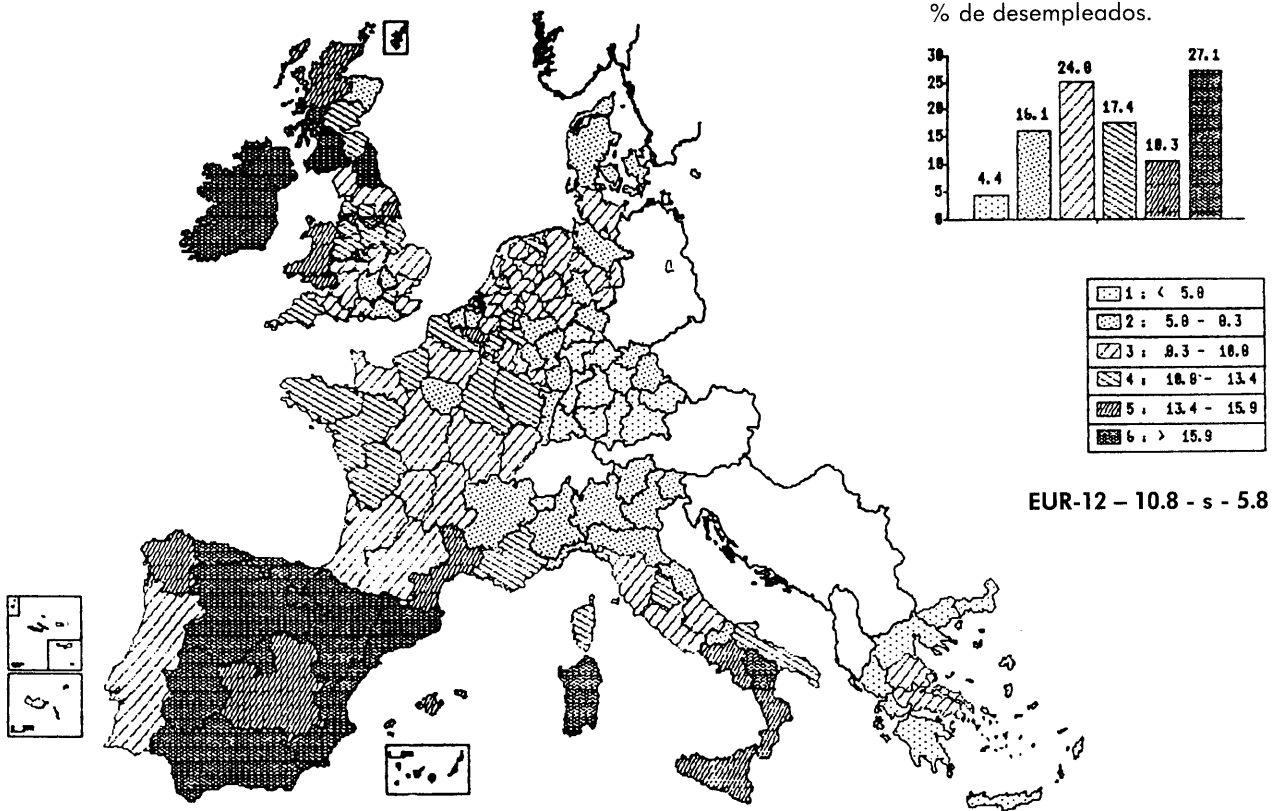 % de desempleados.
30
25
20
15
10
5
0
4.4
16.1
24.8
17.4
10.3
27.1
1 : < 5.8
2 : 5.8 - 8.3
3 : 8.3 - 10.8
4 : 10.8 - 13.4
5 : 13.4 - 15.9
6 : > 15.9
EUR-12 – 10.8 - s - 5.8